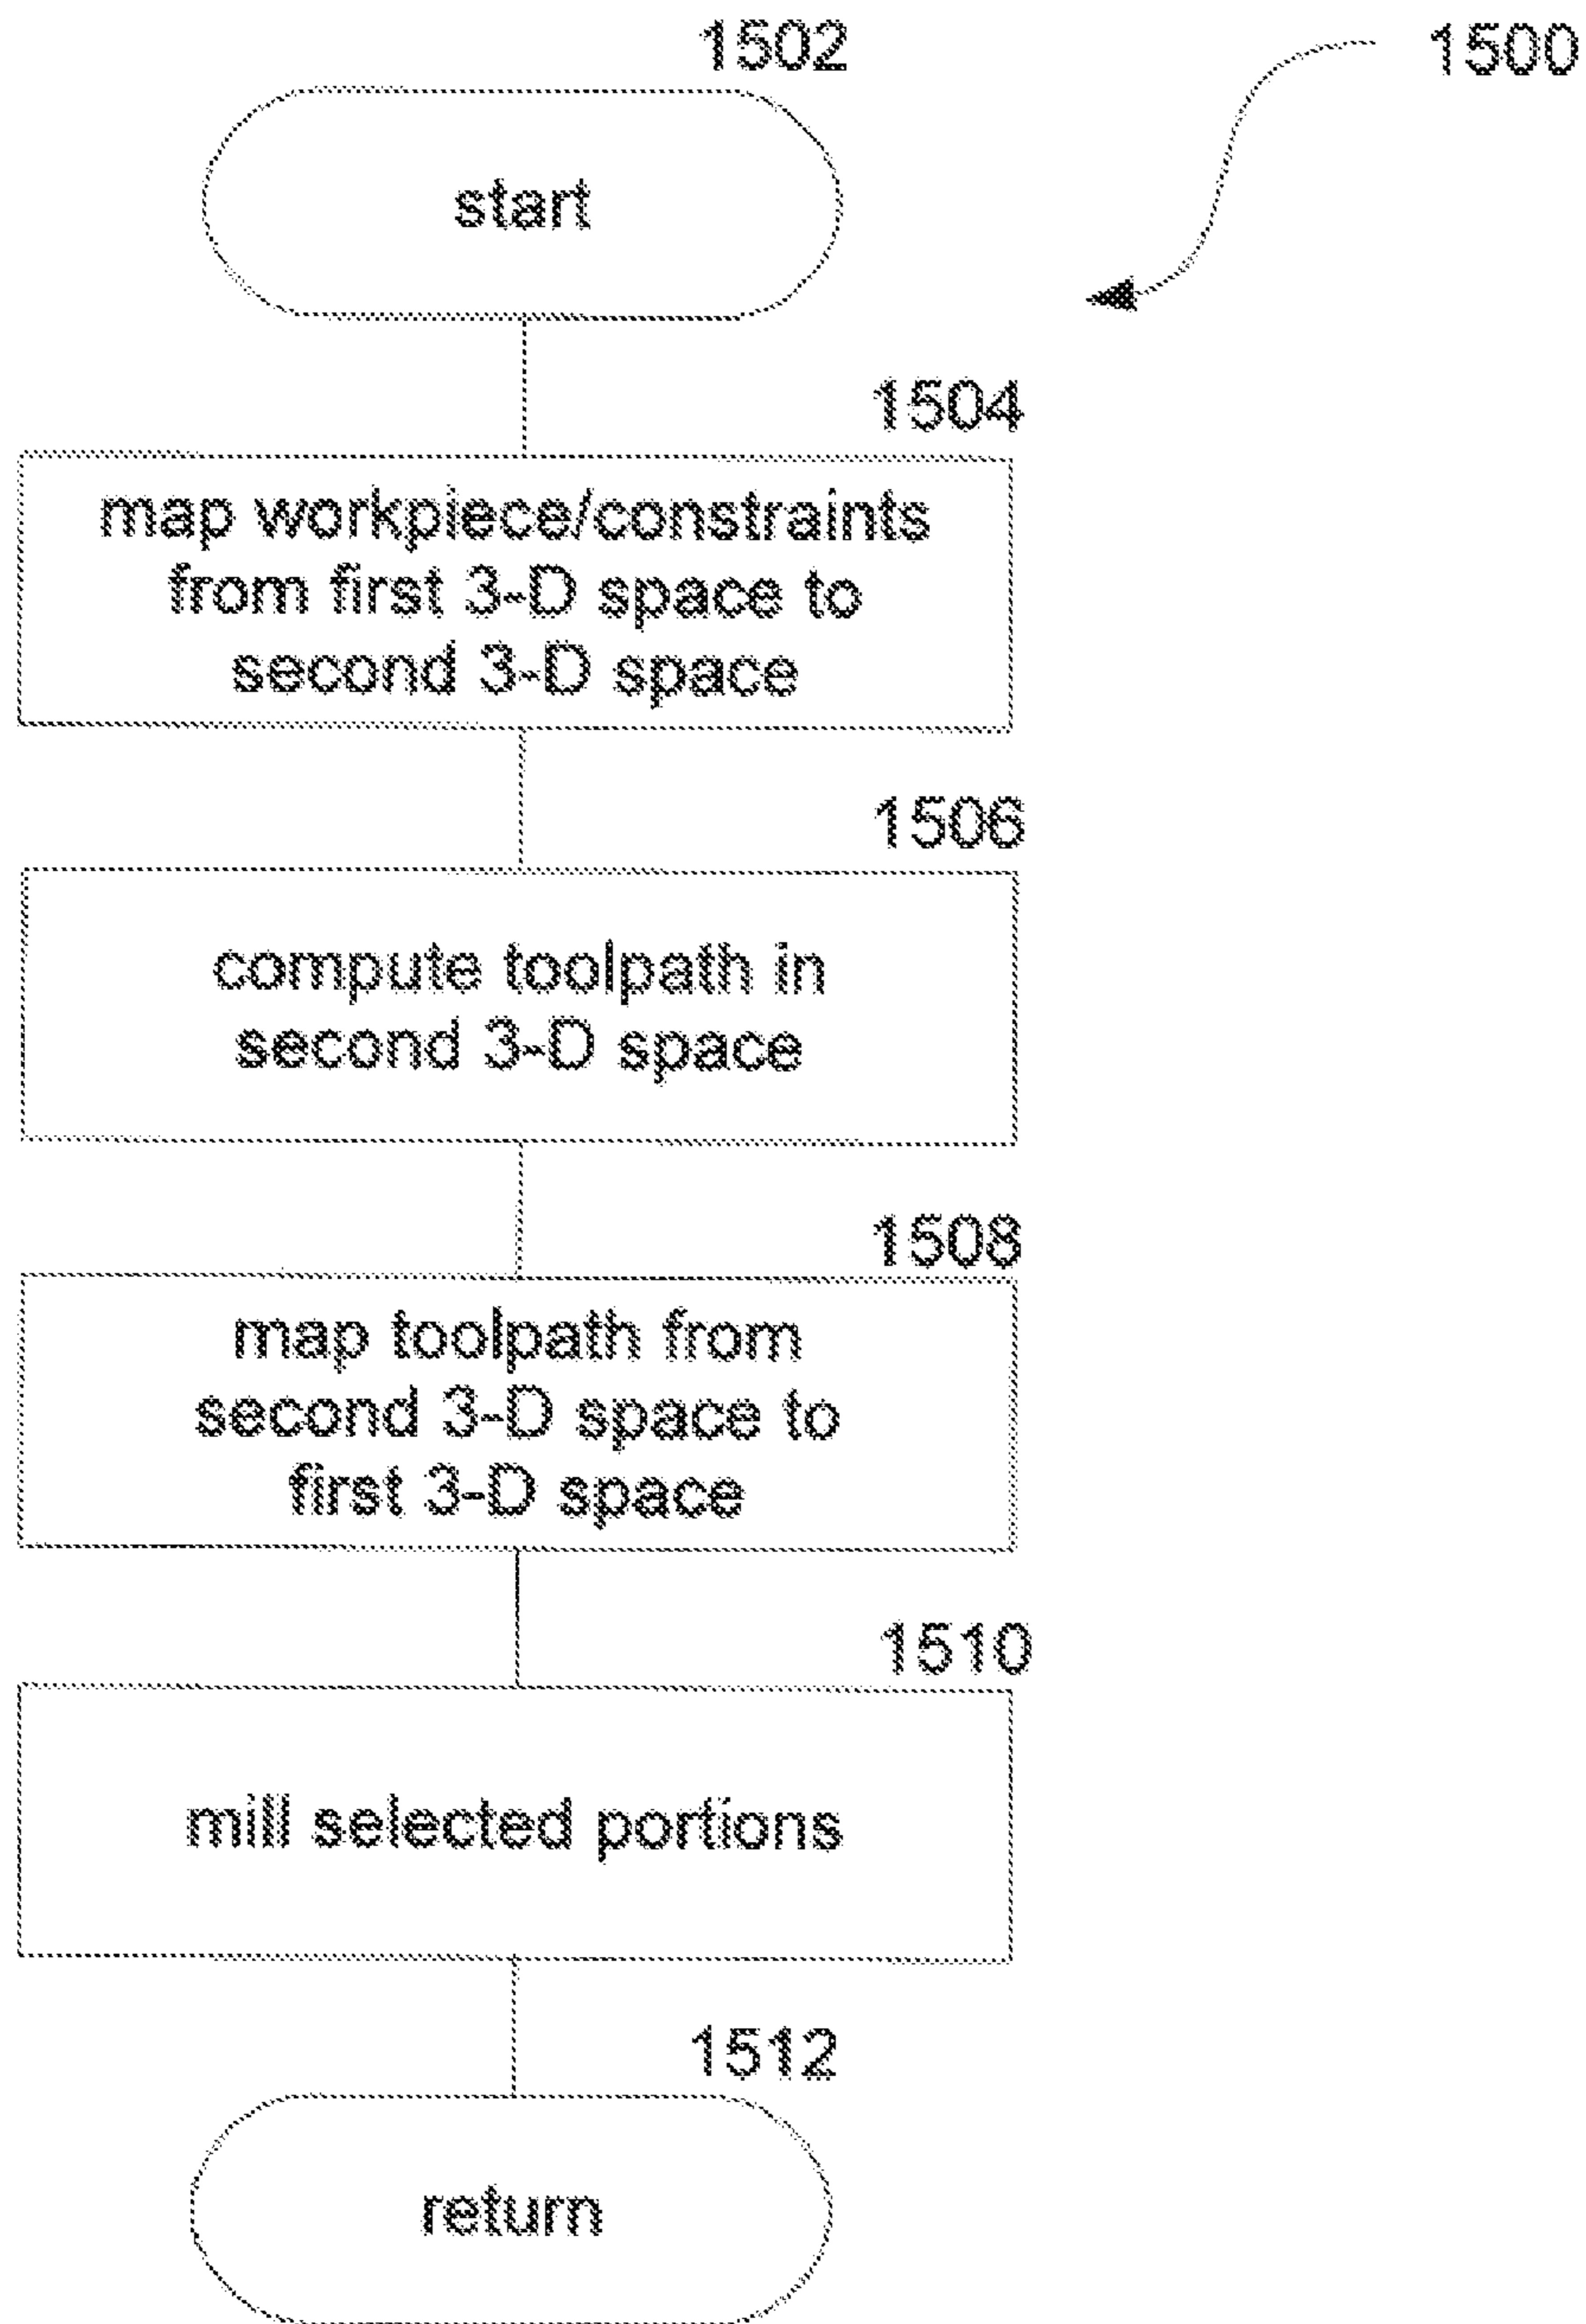 1502
1500
start
1504
map workpiece/constraints
from first 3-D space to
second 3-D space
1506
compute toolpath in
second 3-D space
1508
map toolpath from
second 3-D space to
first 3-D space
1510
mill selected portions
1512
return